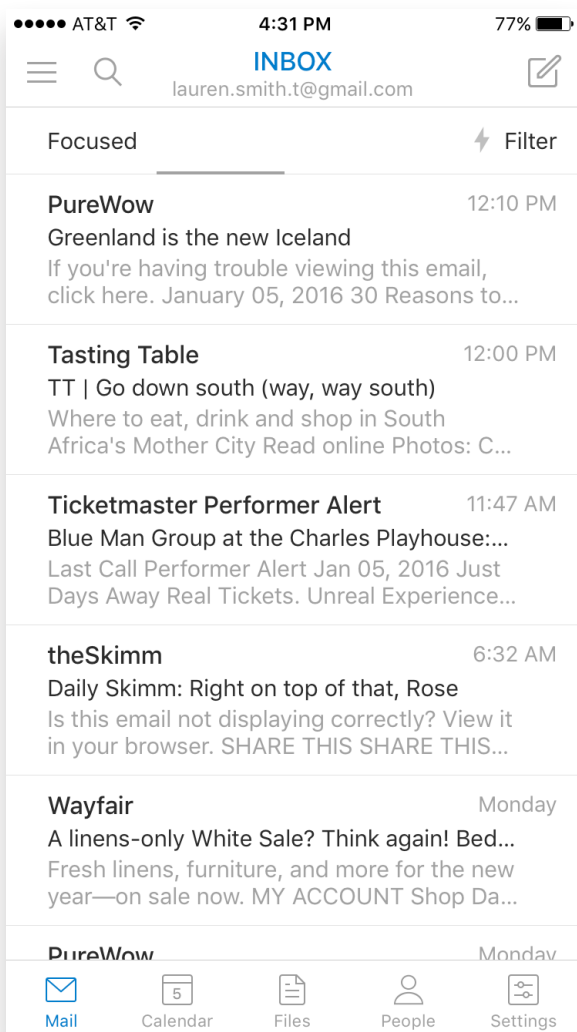 AT&T 4:31 PM 77%
INBOX
lauren.smith.t@gmail.com
Focused Filter
PureWow 12:10 PM
Greenland is the new Iceland
If you're having trouble viewing this email,
click here. January 05, 2016 30 Reasons to...
Tasting Table 12:00 PM
TT | Go down south (way, way south)
Where to eat, drink and shop in South
Africa's Mother City Read online Photos: C...
Ticketmaster Performer Alert 11:47 AM
Blue Man Group at the Charles Playhouse:...
Last Call Performer Alert Jan 05, 2016 Just
Days Away Real Tickets. Unreal Experience...
theSkimm 6:32 AM
Daily Skimm: Right on top of that, Rose
Is this email not displaying correctly? View it
in your browser. SHARE THIS SHARE THIS...
Wayfair Monday
A linens-only White Sale? Think again! Bed...
Fresh linens, furniture, and more for the new
year—on sale now. MY ACCOUNT Shop Da...
PureWow Monday
5
Mail Calendar Files People Settings